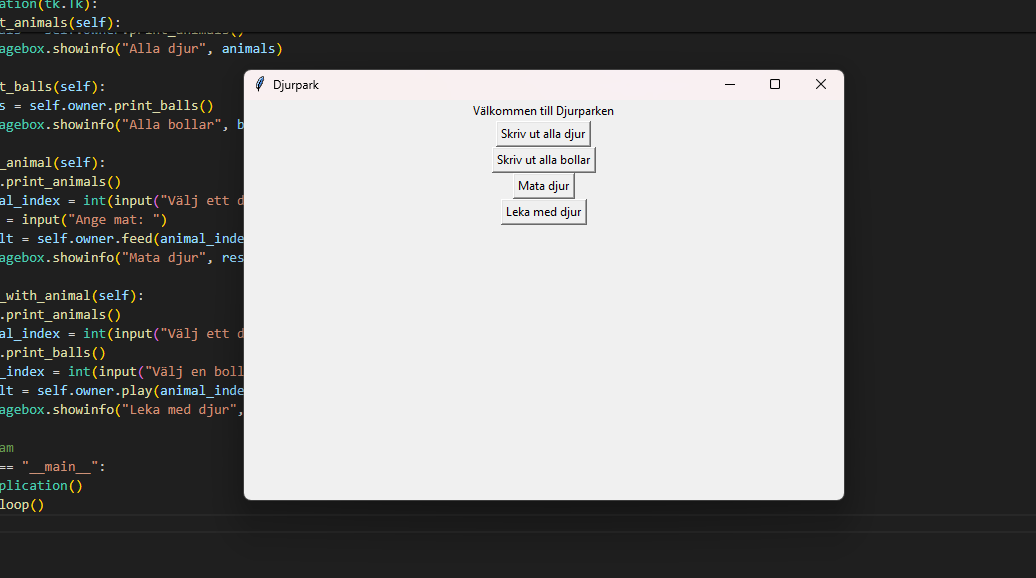 ation(tk.Tk):
t_animals(self):
agebox.showinfo("Alla djur", animals)
t_balls(self):
s = self.owner.print_balls()
agebox.showinfo("Alla bollar", b
_animal(self):
.print_animals()
al_index = int(input("Välj ett d
= input("Ange mat: ")
lt = self.owner.feed(animal_inde
agebox.showinfo("Mata djur", res
_with_animal(self):
.print_animals()
al_index = int(input("Välj ett d
.print_balls()
_index = int(input("Välj en boll
lt = self.owner.play(animal_inde
agebox.showinfo("Leka med djur",
am
== "__main__":
plication()
loop()
Djurpark
Välkommen till Djurparken
Skriv ut alla djur
Skriv ut alla bollar
Mata djur
Leka med djur